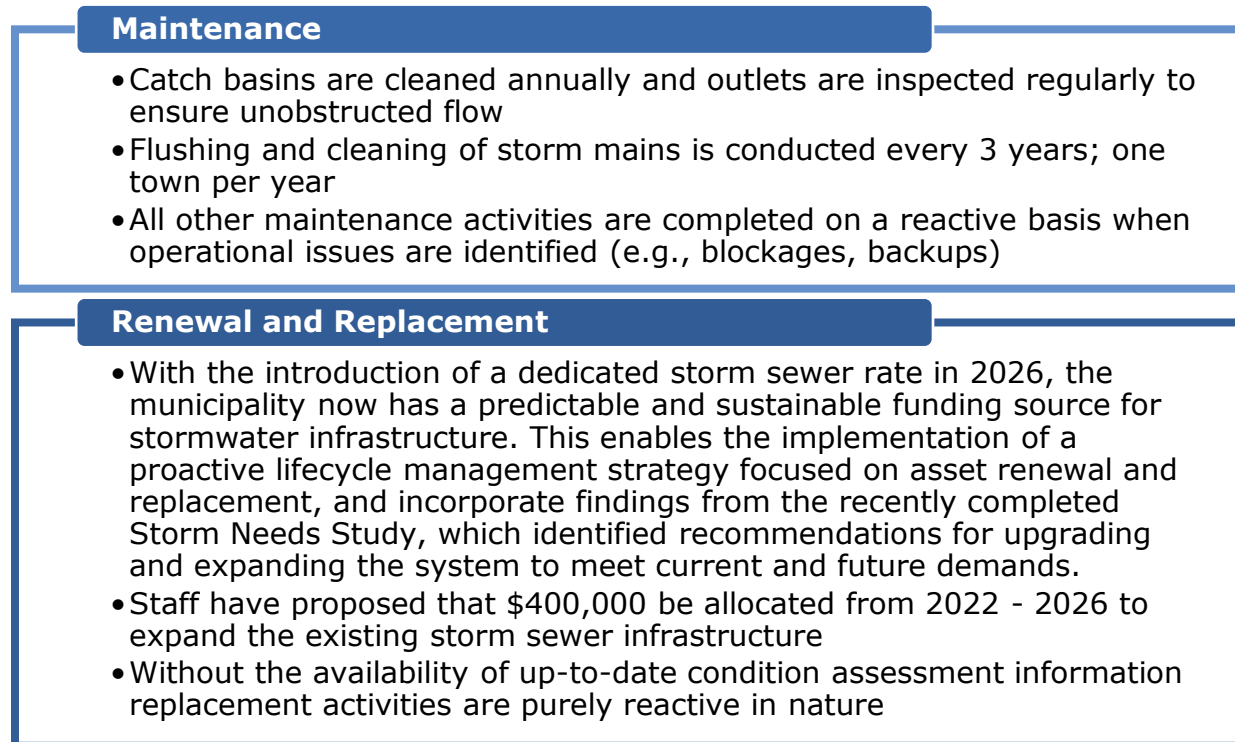 Maintenance
•Catch basins are cleaned annually and outlets are inspected regularly to
ensure unobstructed flow
•Flushing and cleaning of storm mains is conducted every 3 years; one
town per year
•All other maintenance activities are completed on a reactive basis when
operational issues are identified (e.g., blockages, backups)
Renewal and Replacement
•With the introduction of a dedicated storm sewer rate in 2026, the
municipality now has a predictable and sustainable funding source for
stormwater infrastructure. This enables the implementation of a
proactive lifecycle management strategy focused on asset renewal and
replacement, and incorporate findings from the recently completed
Storm Needs Study, which identified recommendations for upgrading
and expanding the system to meet current and future demands.
•Staff have proposed that $400,000 be allocated from 2022 - 2026 to
expand the existing storm sewer infrastructure
•Without the availability of up-to-date condition assessment information
replacement activities are purely reactive in nature